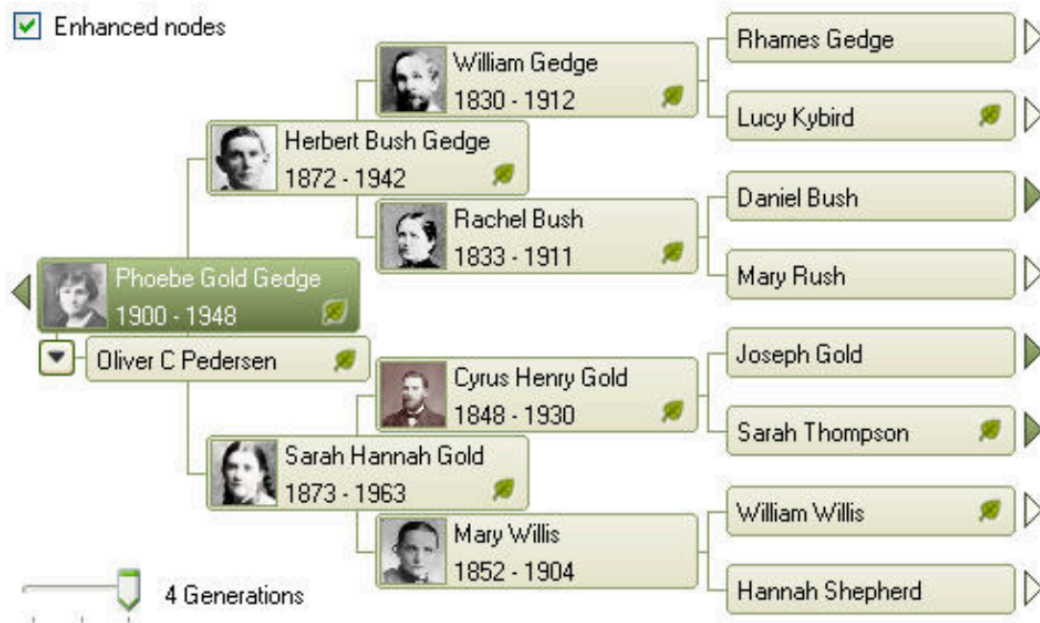 Enhanced nodes
Rhames Gedge
William Gedge
1830 - 1912
Lucy Kybird
Herbert Bush Gedge
1872 - 1942
Daniel Bush
Rachel Bush
1833 - 1911
Mary Rush
Phoebe Gold Gedge
1900 - 1948
Oliver C Pedersen
Joseph Gold
Cyrus Henry Gold
1848 - 1930
Sarah Thompson
Sarah Hannah Gold
1873 - 1963
William Willis
Mary Willis
1852 - 1904
Hannah Shepherd
4 Generations